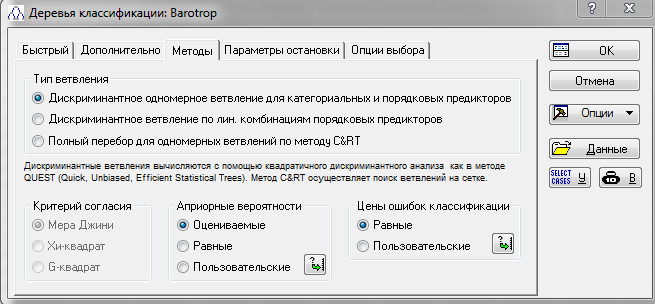 Деревья классификации: Barotrop
? X
Быстрый Дополнительно Методы Параметры остановки Опции выбора
OK
Тип ветвления
Отмена
Дискриминантное одномерное ветвление для категориальных и порядковых предикторов
Дискриминантное ветвление по лин. комбинациям порядковых предикторов
Опции
Полный перебор для одномерных ветвлений по методу C&RT
Данные
Дискриминантные ветвления вычисляются с помощью квадратичного дискриминантного анализа как в методе
QUEST (Quick, Unbiased, Efficient Statistical Trees). Метод C&RT осуществляет поиск ветвлений на сетке.
SELECT
CASES У В
Критерий согласия
Мера Джини
Хи-квадрат
G-квадрат
Априорные вероятности
Оцениваемые
Равные
Пользовательские
Цены ошибок классификации
Равные
Пользовательские